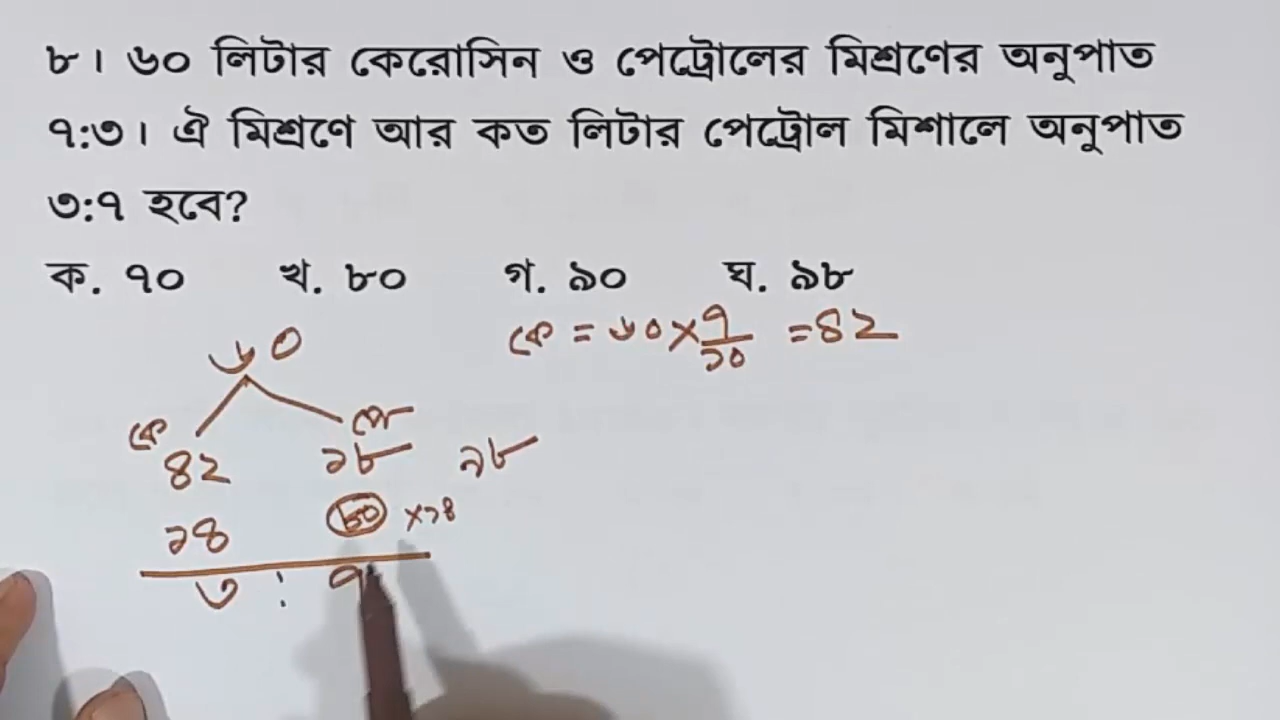 ৮। ৬০ লিটার কেরোসিন ও পেট্রোলের মিশ্রণের অনুপাত
৭:৩। ঐ মিশ্রণে আর কত লিটার পেট্রোল মিশালে অনুপাত
৩:৭ হবে?
ক. ৭০ খ. ৮০ গ. ৯০ ঘ. ৯৮
কে = ৬০ × ৭/১০ = ৪২
৬০
কে পে
৪২ ১৮ ৯৮
১৪ ৮০ ×১৪
৩ : ৭